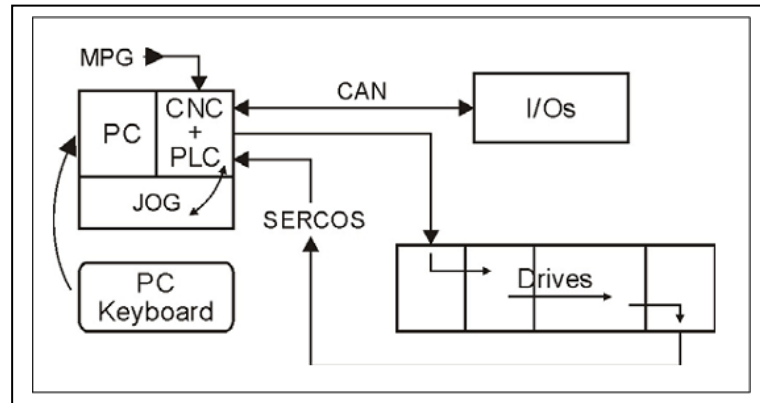 MPG
CAN
PC
CNC
+
PLC
I/Os
JOG
SERCOS
PC
Keyboard
Drives